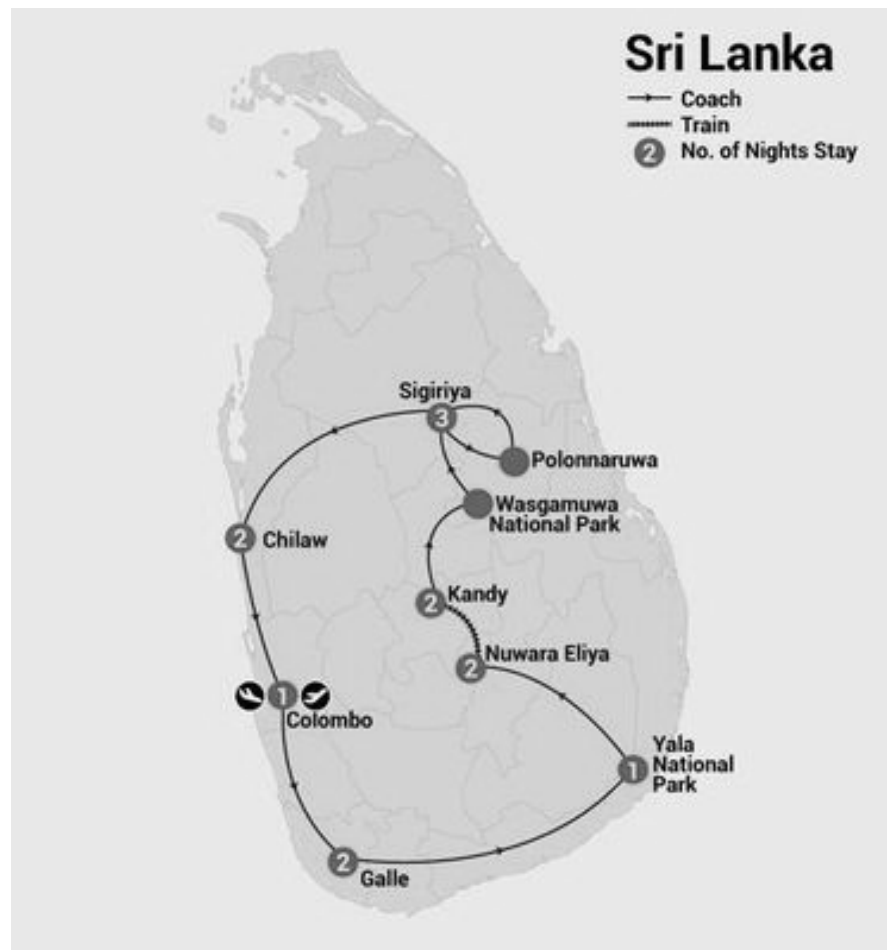 Sri Lanka
Coach
Train
2 No. of Nights Stay
Sigiriya
3
Polonnaruwa
Wasgamuwa
National Park
2 Chilaw
Kandy
2
Nuwara Eliya
2
1
Colombo
Yala
National
Park
1
2
Galle